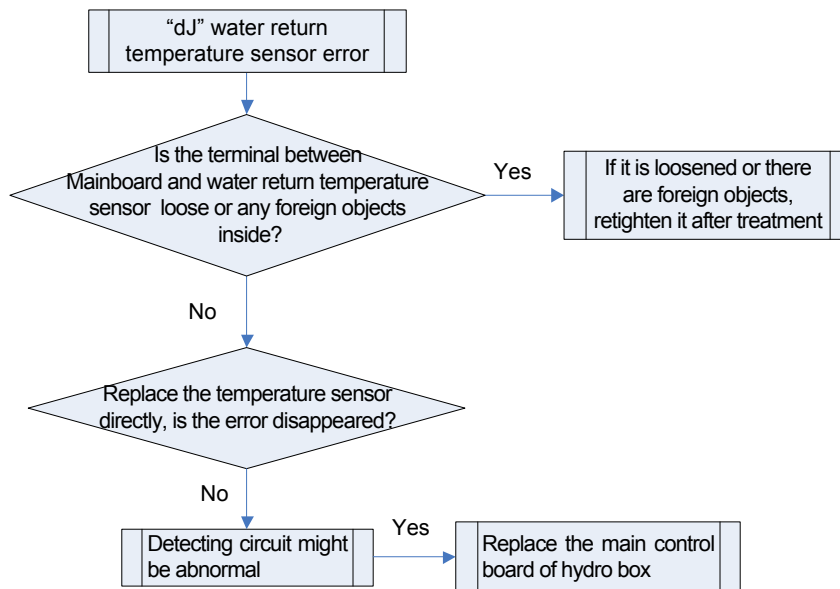 “dJ” water return
temperature sensor error
Is the terminal between
Mainboard and water return temperature
sensor loose or any foreign objects
inside?
Yes
If it is loosened or there
are foreign objects,
retighten it after treatment
No
Replace the temperature sensor
directly, is the error disappeared?
No
Detecting circuit might
be abnormal
Yes
Replace the main control
board of hydro box